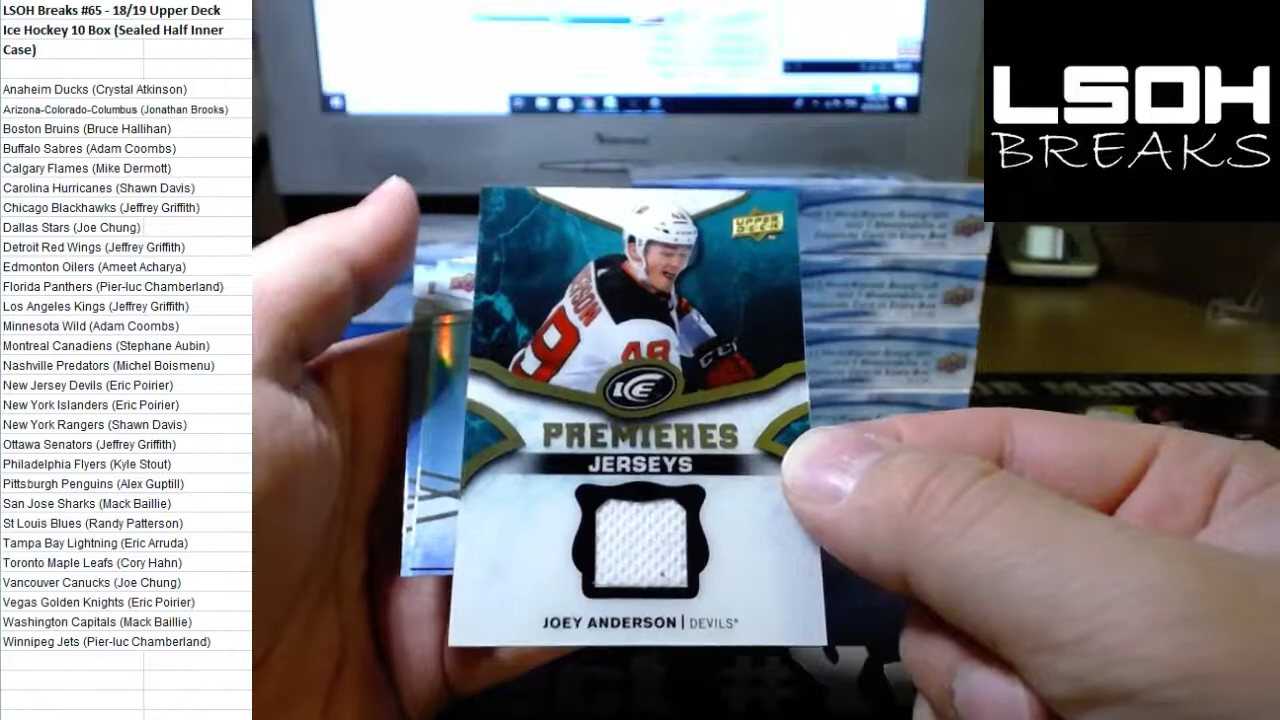 LSOH Breaks #65 - 18/19 Upper Deck
Ice Hockey 10 Box (Sealed Half Inner
Case)
Anaheim Ducks (Crystal Atkinson)
Arizona-Colorado-Columbus (Jonathan Brooks)
Boston Bruins (Bruce Hallihan)
Buffalo Sabres (Adam Coombs)
Calgary Flames (Mike Dermott)
Carolina Hurricanes (Shawn Davis)
Chicago Blackhawks (Jeffrey Griffith)
Dallas Stars (Joe Chung)
Detroit Red Wings (Jeffrey Griffith)
Edmonton Oilers (Ameet Acharya)
Florida Panthers (Pier-luc Chamberland)
Los Angeles Kings (Jeffrey Griffith)
Minnesota Wild (Adam Coombs)
Montreal Canadiens (Stephane Aubin)
Nashville Predators (Michel Boismenu)
New Jersey Devils (Eric Poirier)
New York Islanders (Eric Poirier)
New York Rangers (Shawn Davis)
Ottawa Senators (Jeffrey Griffith)
Philadelphia Flyers (Kyle Stout)
Pittsburgh Penguins (Alex Guptill)
San Jose Sharks (Mack Baillie)
St Louis Blues (Randy Patterson)
Tampa Bay Lightning (Eric Arruda)
Toronto Maple Leafs (Cory Hahn)
Vancouver Canucks (Joe Chung)
Vegas Golden Knights (Eric Poirier)
Washington Capitals (Mack Baillie)
Winnipeg Jets (Pier-luc Chamberland)
LSOH
BREAKS
UPPER
DECK
49
CCM
ICE
PREMIERES
JERSEYS
JOEY ANDERSON | DEVILS
MCDAVID